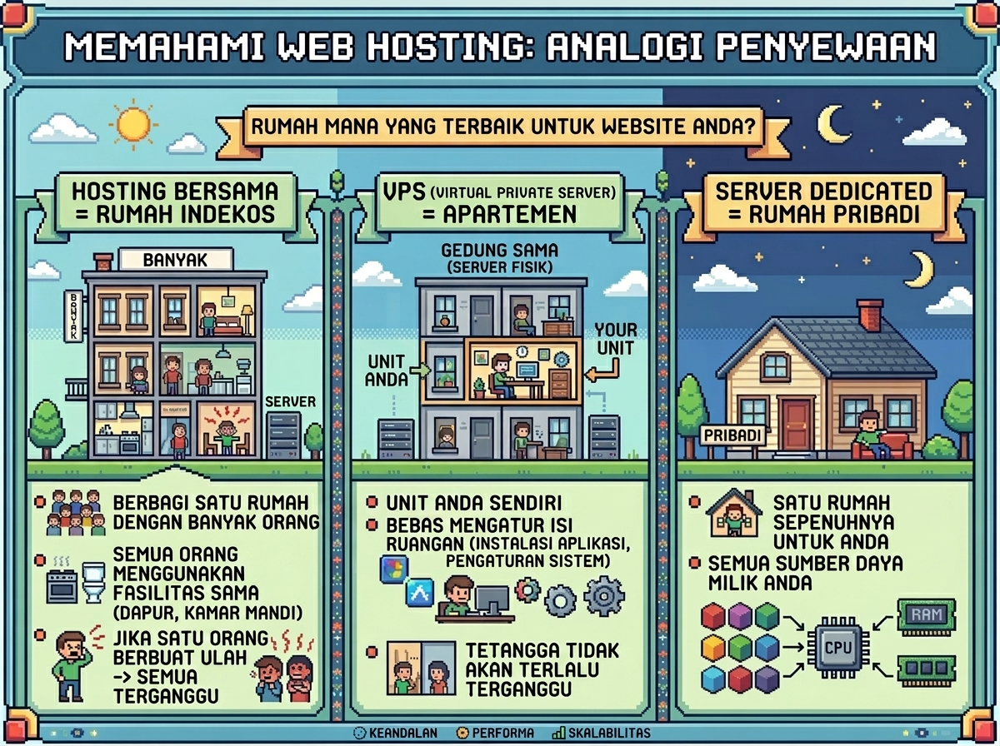 MEMAHAMI WEB HOSTING: ANALOGI PENYEWAAN
RUMAH MANA YANG TERBAIK UNTUK WEBSITE ANDA?
HOSTING BERSAMA
= RUMAH INDEKOS
BANYAK
SERVER
BERBAGI SATU RUMAH
DENGAN BANYAK ORANG
SEMUA ORANG
MENGGUNAKAN
FASILITAS SAMA
(DAPUR, KAMAR MANDI)
JIKA SATU ORANG
BERBUAT ULAH
-> SEMUA
TERGANGGU
VPS (VIRTUAL PRIVATE SERVER)
= APARTEMEN
GEDUNG SAMA
(SERVER FISIK)
UNIT
ANDA
YOUR
UNIT
UNIT ANDA SENDIRI
BEBAS MENGATUR ISI
RUANGAN (INSTALASI APLIKASI,
PENGATURAN SISTEM)
TETANGGA TIDAK
AKAN TERLALU
TERGANGGU
SERVER DEDICATED
= RUMAH PRIBADI
PRIBADI
SATU RUMAH
SEPENUHNYA
UNTUK ANDA
SEMUA SUMBER DAYA
MILIK ANDA
CPU
RAM
KEANDALAN
PERFORMA
SKALABILITAS